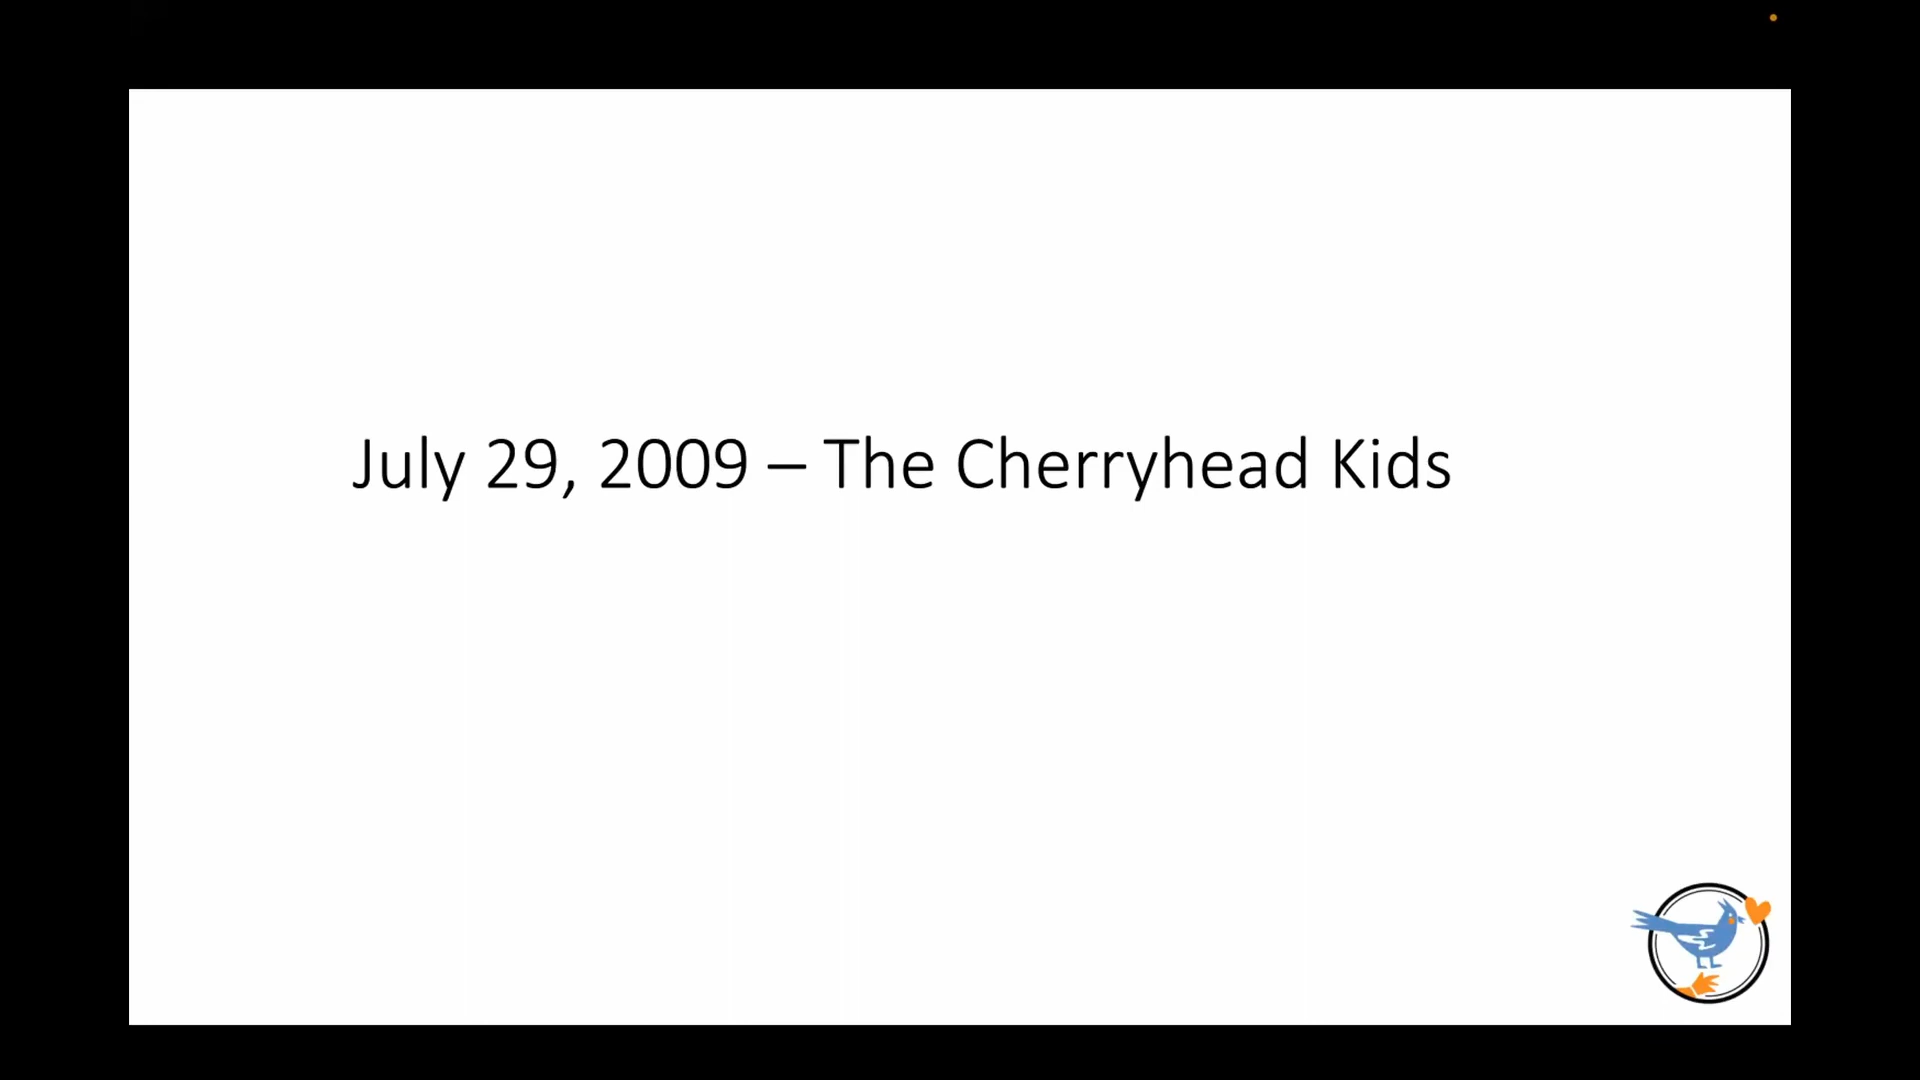 July 29, 2009 – The Cherryhead Kids